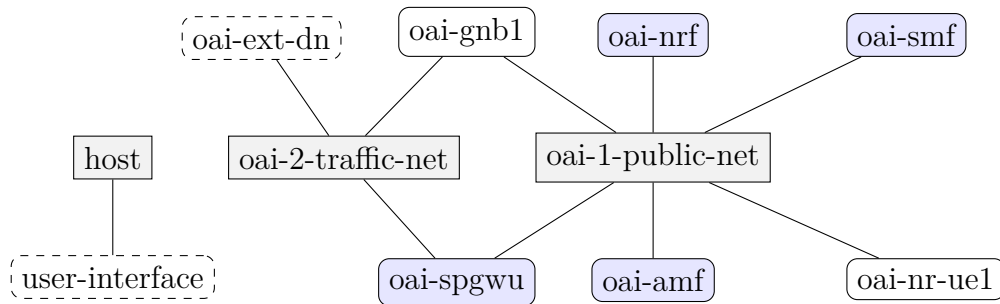 oai-ext-dn
oai-gnb1
oai-nrf
oai-smf
host
oai-2-traffic-net
oai-1-public-net
user-interface
oai-spgwu
oai-amf
oai-nr-ue1